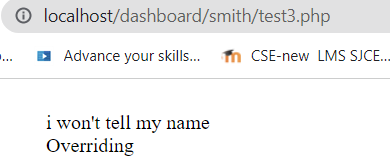 localhost/dashboard/smith/test3.php
... Advance your skills... CSE-new LMS SJCE...
i won't tell my name
Overriding